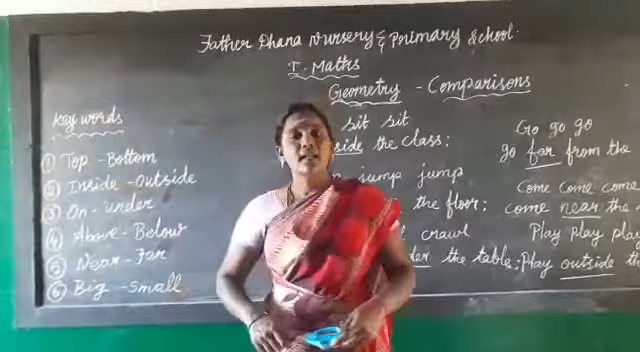 Father Dhana Nursery & Primary School.
I. Maths
Geometry - Comparisons
Key words
① Top - Bottom
② Inside - Outside
③ On - under
④ Above - Below
⑤ Near - Far
⑥ Big - Small
sit sit
side the class:
jump jump
the floor:
crawl
der the table:
Go go go
go far from the
Come come come
come near the
Play play play
Play outside the